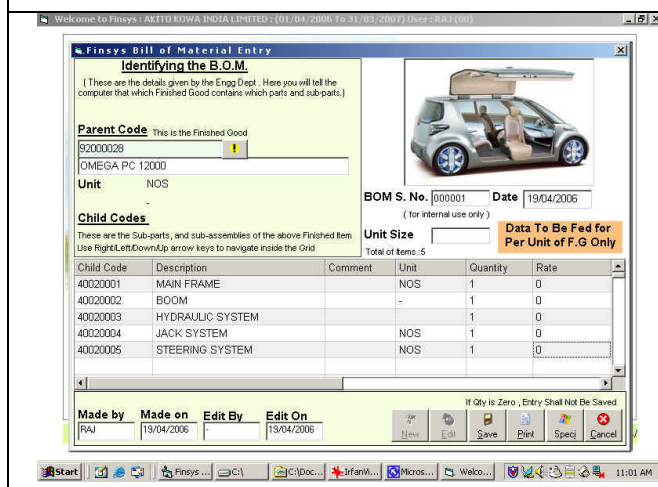 Welcome to Finsys : AKITO KOWA INDIA LIMITED : (01/04/2006 To 31/03/2007) User : RAJ (00)
Finsys Bill of Material Entry
Identifying the B.O.M.
[ These are the details given by the Engg Dept . Here you will tell the
computer that which Finished Good contains which parts and sub-parts.]
Parent Code This is the Finished Good
92000028 !
OMEGA PC 12000
Unit NOS
-
BOM S. No. 000001 Date 19/04/2006
( for internal use only )
Child Codes
These are the Sub-parts, and sub-assemblies of the above Finished Item
Use Right/Left/Down/Up arrow keys to navigate inside the Grid
Unit Size
Total of Items :5
Data To Be Fed for
Per Unit of F.G Only
Child Code Description Comment Unit Quantity Rate
40020001 MAIN FRAME NOS 1 0
40020002 BOOM - 1 0
40020003 HYDRAULIC SYSTEM 1 0
40020004 JACK SYSTEM NOS 1 0
40020005 STEERING SYSTEM NOS 1 0
If Qty is Zero , Entry Shall Not Be Saved
Made by Made on Edit By Edit On
RAJ 19/04/2006 - 19/04/2006
New Edit Save Print Specj Cancel
Start Finsys ... C:\ C:\Doc... IrfanVi... Micros... Welco... 11:01 AM